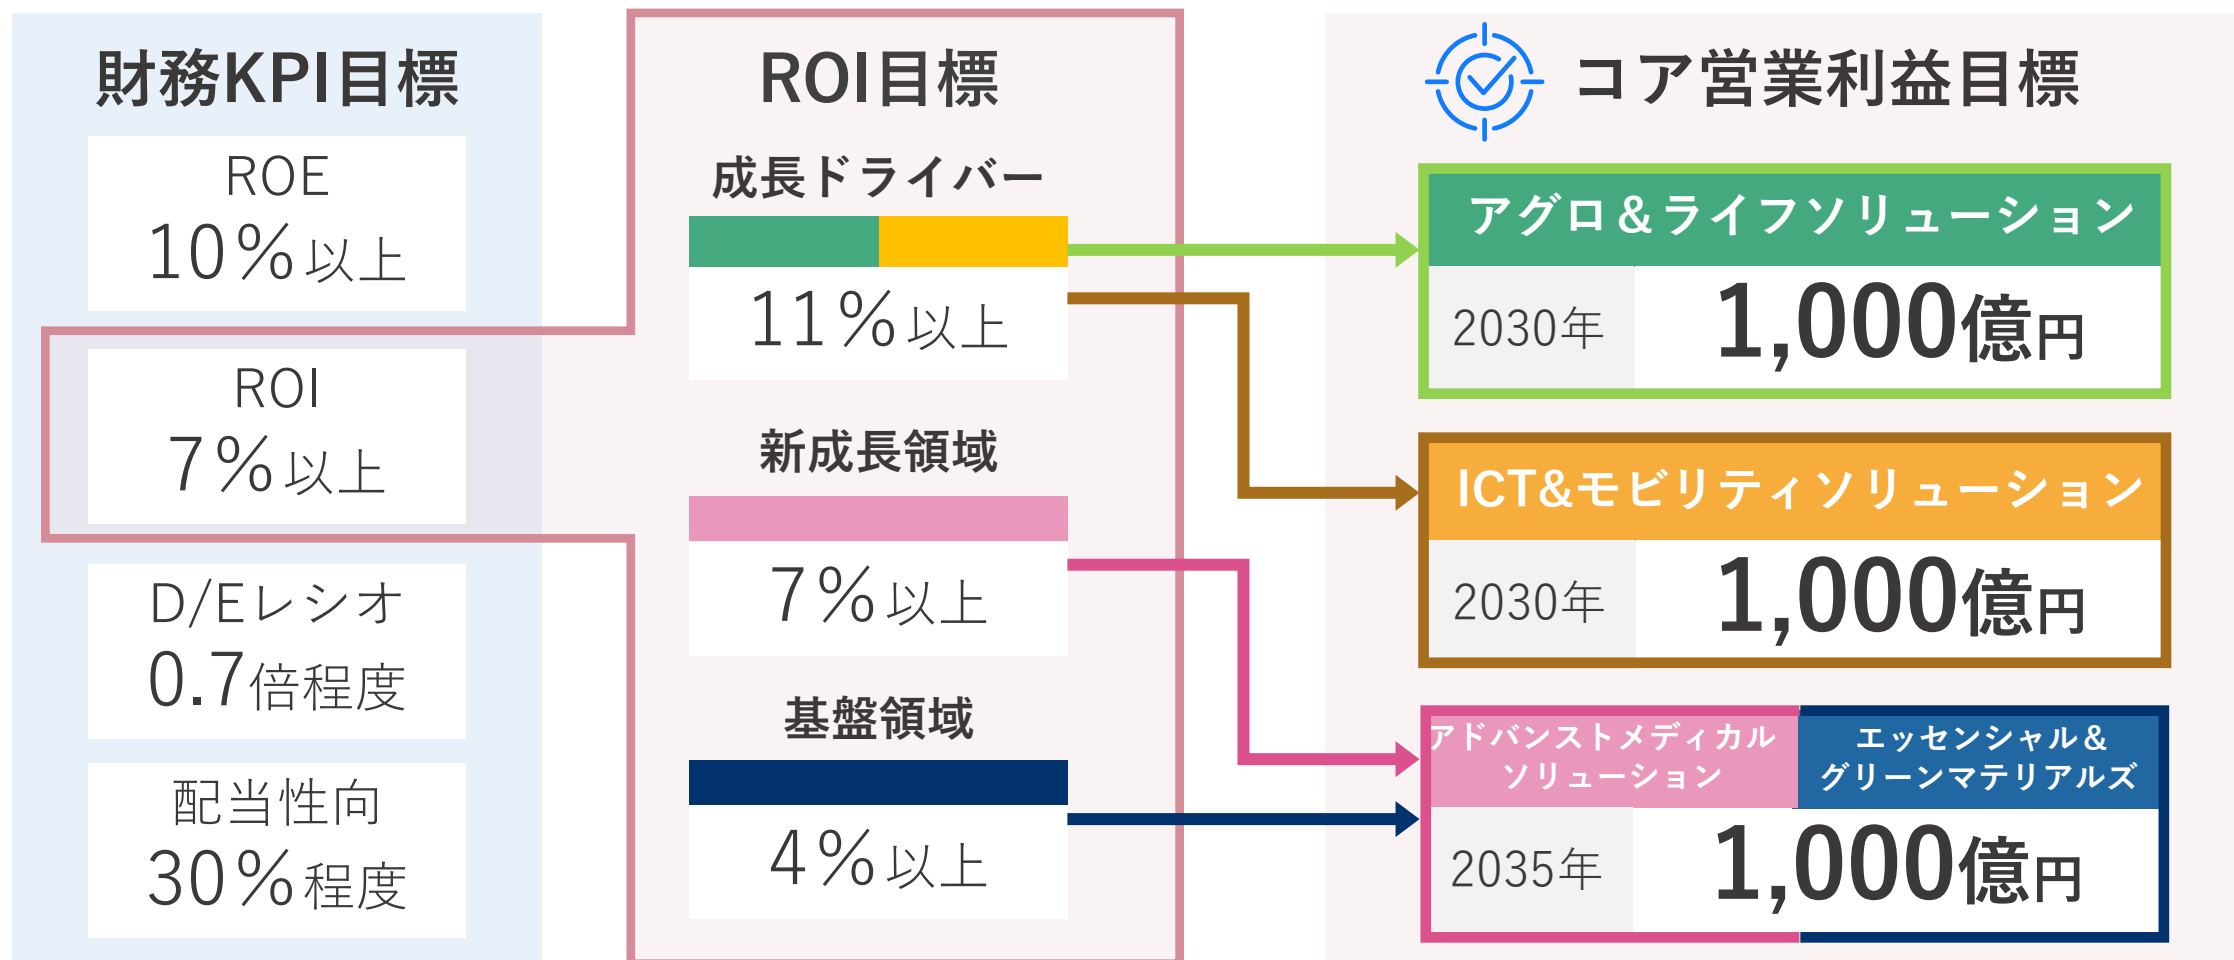 財務KPI目標
ROE
10%以上
ROI
7%以上
D/Eレシオ
0.7倍程度
配当性向
30%程度
ROI目標
成長ドライバー
11%以上
新成長領域
7%以上
基盤領域
4%以上
コア営業利益目標
アグロ&ライフソリューション
2030年
1,000億円
ICT&モビリティソリューション
2030年
1,000億円
アドバンストメディカル
ソリューション
エッセンシャル&
グリーンマテリアルズ
2035年
1,000億円